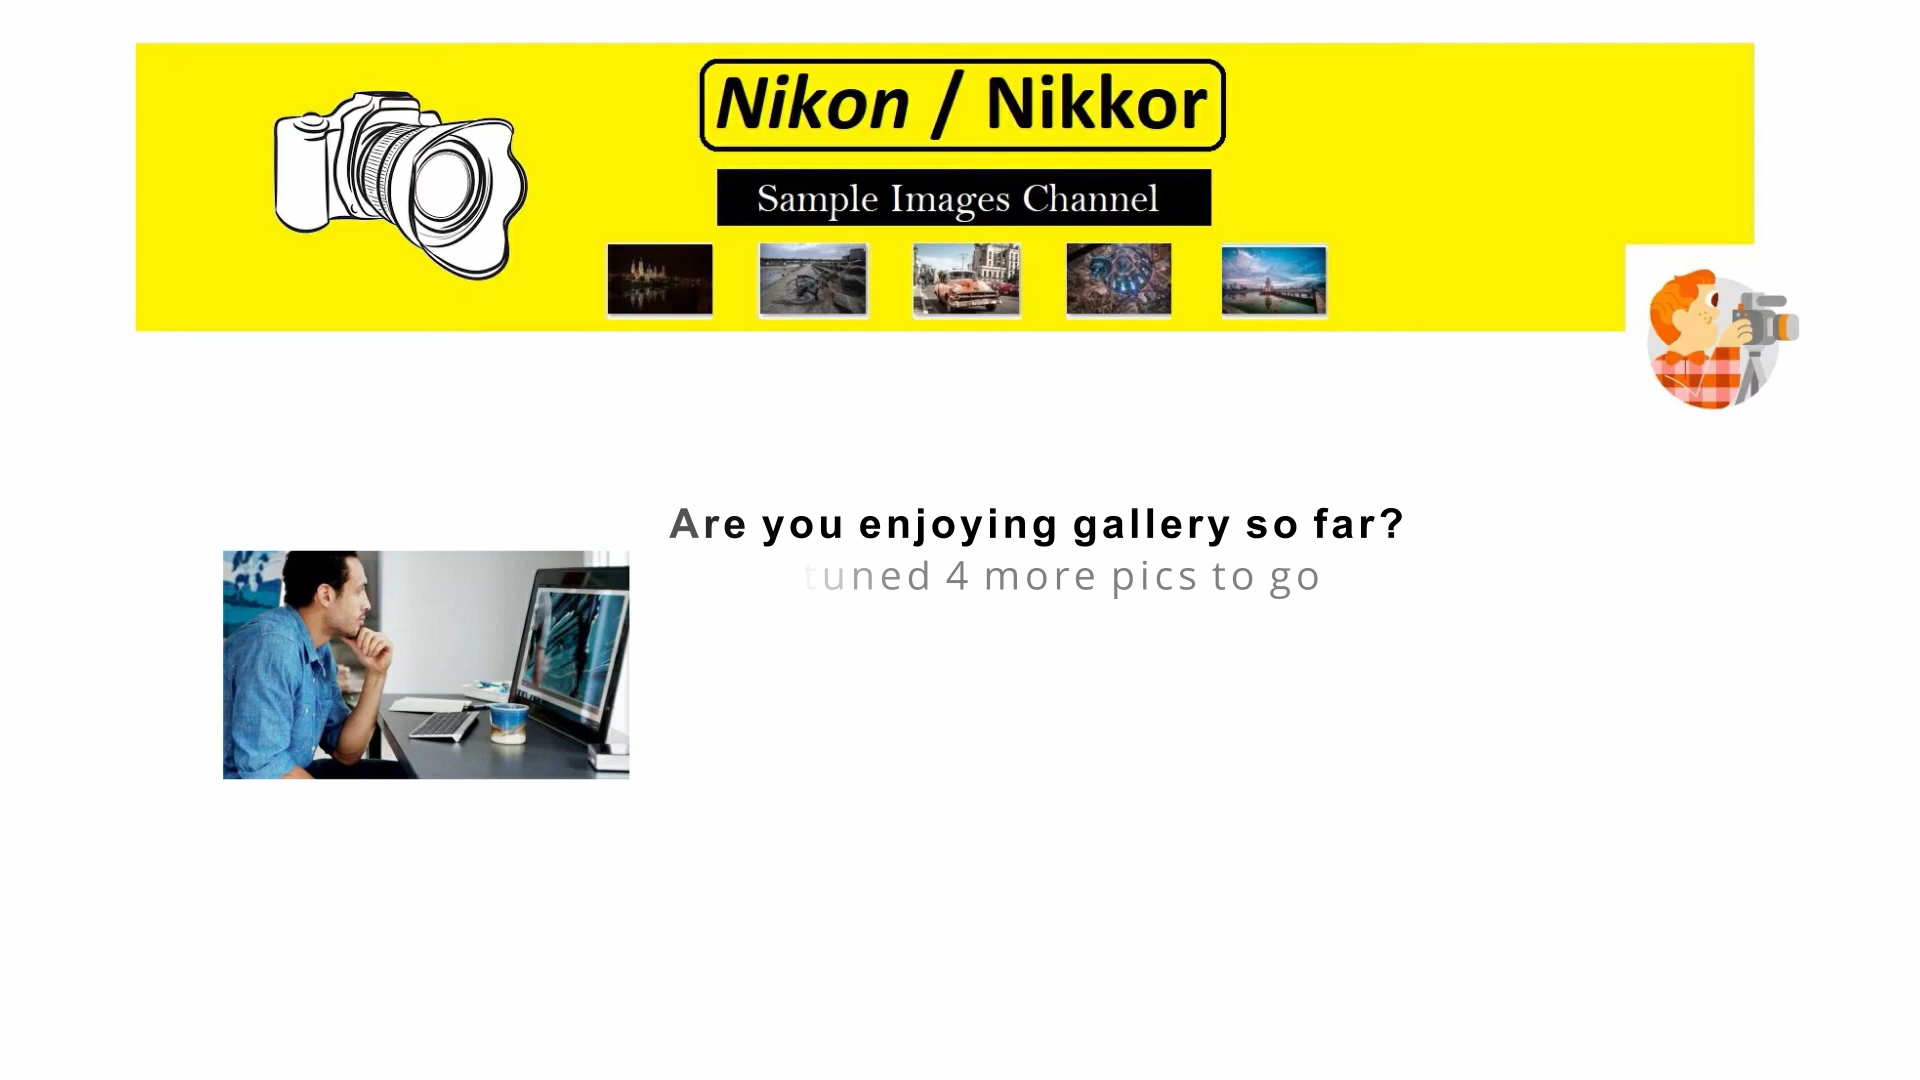 Nikon / Nikkor
Sample Images Channel
Are you enjoying gallery so far?
tuned 4 more pics to go